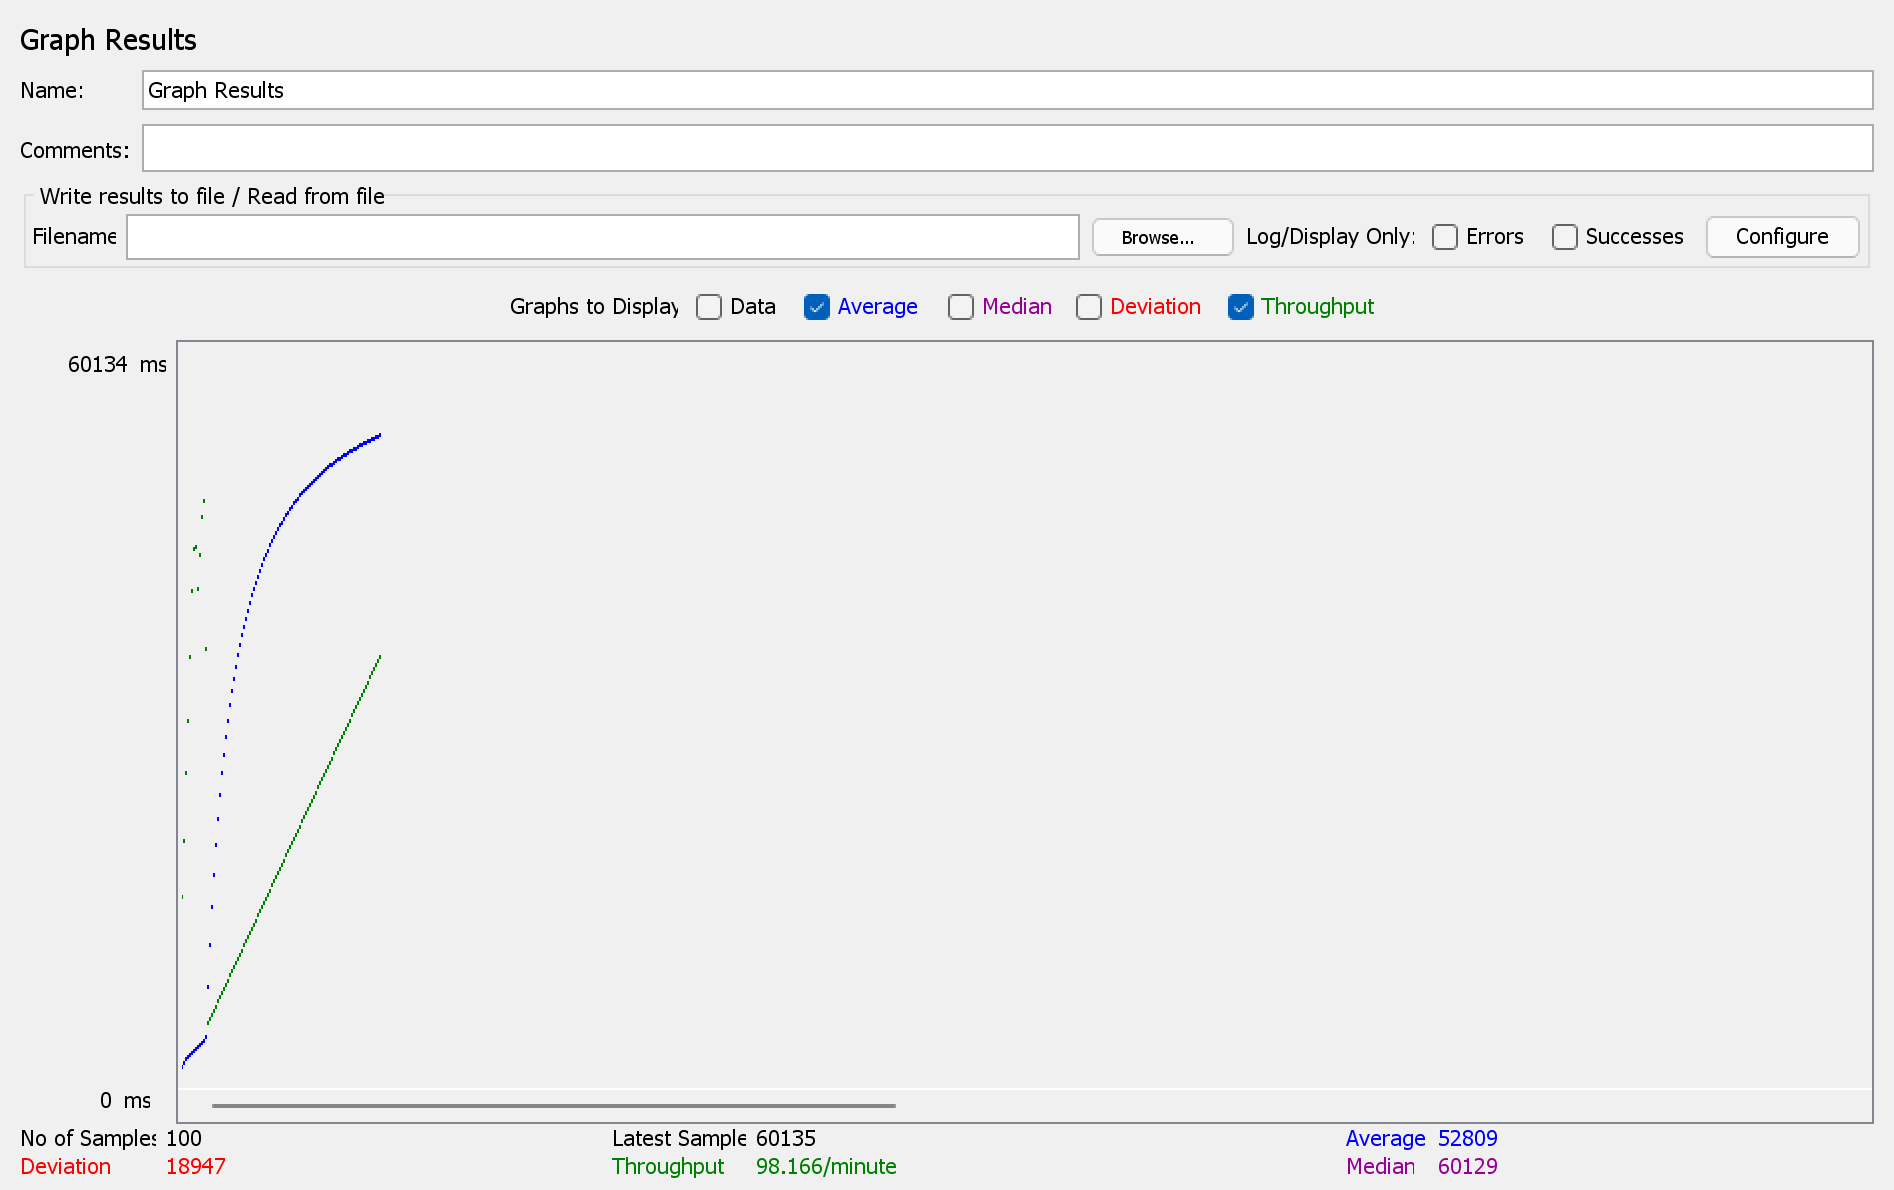 Graph Results
Name: Graph Results
Comments:
Write results to file / Read from file
Filename Browse... Log/Display Only: Errors Successes Configure
Graphs to Display Data Average Median Deviation Throughput
60134 ms
0 ms
No of Samples 100 Latest Sample 60135 Average 52809
Deviation 18947 Throughput 98.166/minute Median 60129